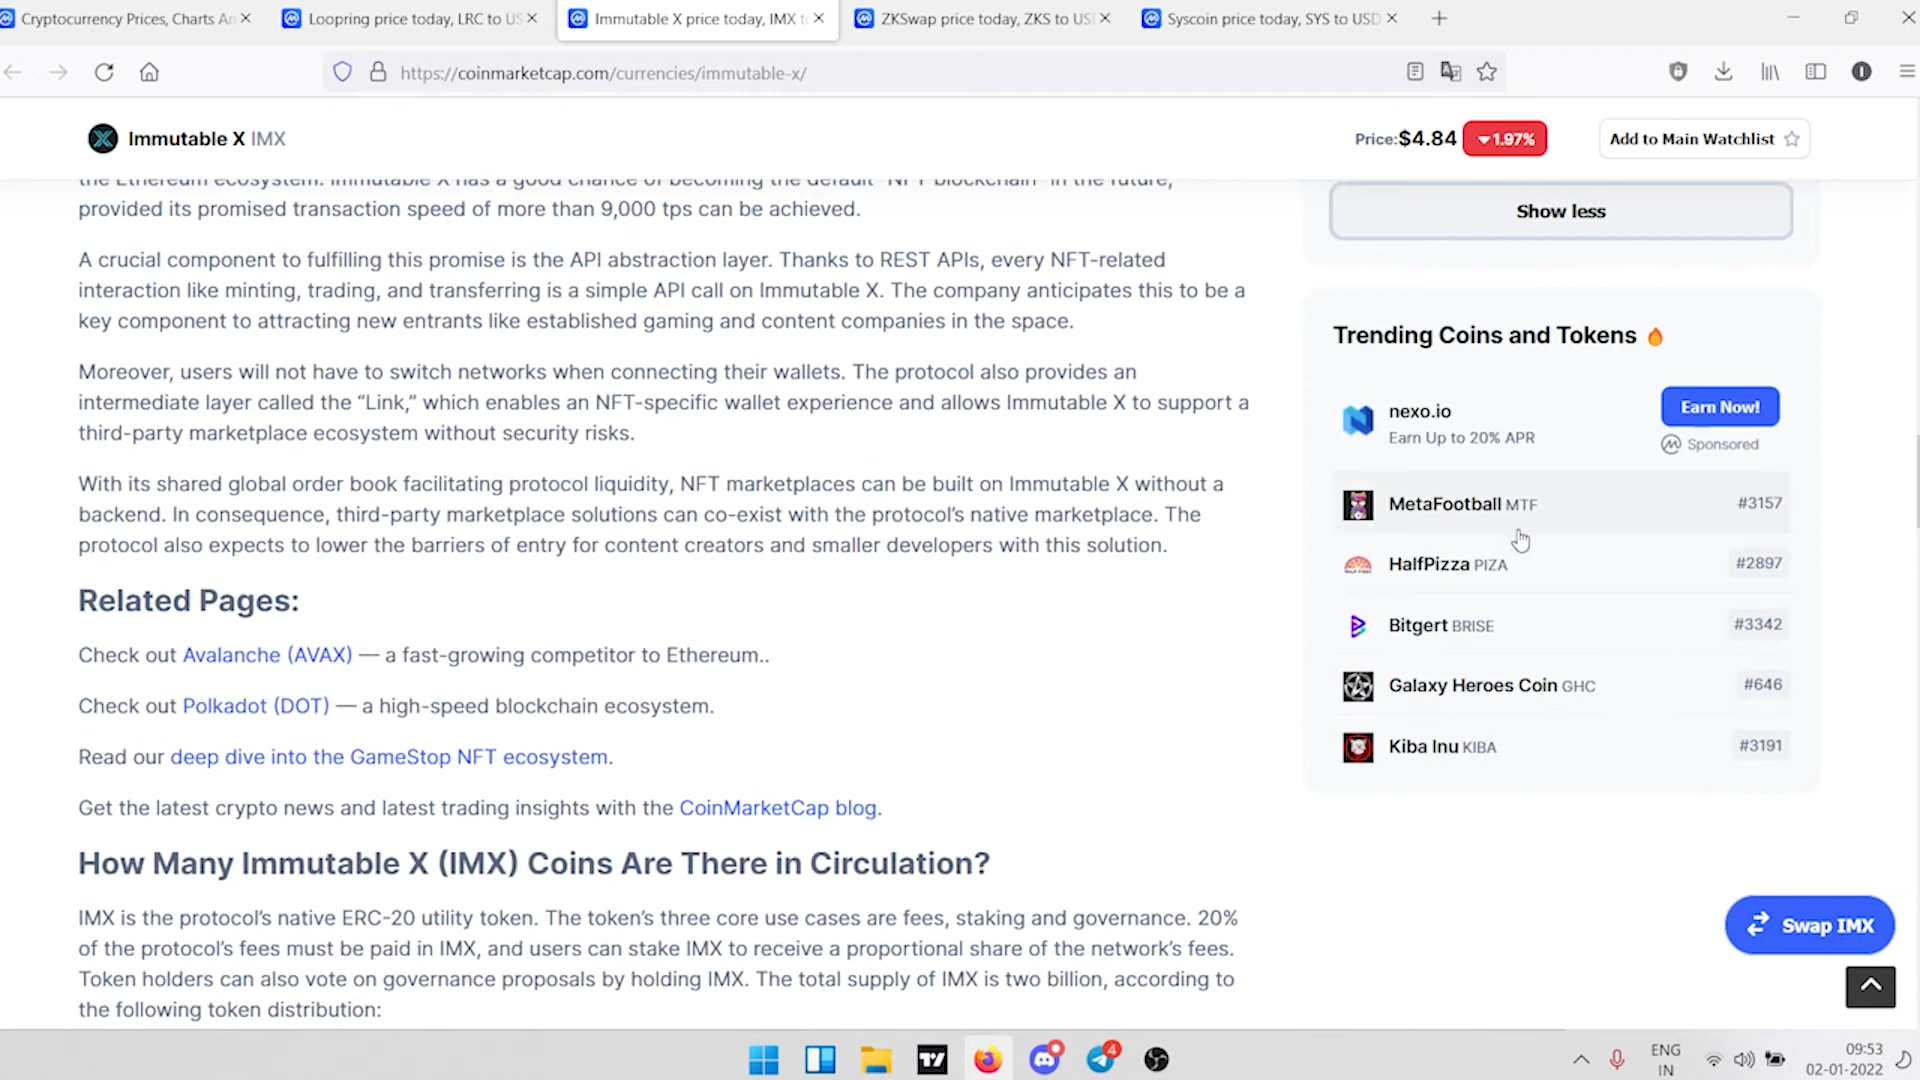 Cryptocurrency Prices, Charts An
Loopring price today, LRC to US
Immutable X price today, IMX t
ZKSwap price today, ZKS to US
Syscoin price today, SYS to USD
https://coinmarketcap.com/currencies/immutable-x/
Immutable X IMX
Price:$4.84
1.97%
Add to Main Watchlist
the Ethereum ecosystem. Immutable X has a good chance of becoming the default "NFT blockchain" in the future,
provided its promised transaction speed of more than 9,000 tps can be achieved.
A crucial component to fulfilling this promise is the API abstraction layer. Thanks to REST APIs, every NFT-related
interaction like minting, trading, and transferring is a simple API call on Immutable X. The company anticipates this to be a
key component to attracting new entrants like established gaming and content companies in the space.
Moreover, users will not have to switch networks when connecting their wallets. The protocol also provides an
intermediate layer called the “Link,” which enables an NFT-specific wallet experience and allows Immutable X to support a
third-party marketplace ecosystem without security risks.
With its shared global order book facilitating protocol liquidity, NFT marketplaces can be built on Immutable X without a
backend. In consequence, third-party marketplace solutions can co-exist with the protocol’s native marketplace. The
protocol also expects to lower the barriers of entry for content creators and smaller developers with this solution.
Related Pages:
Check out Avalanche (AVAX) — a fast-growing competitor to Ethereum..
Check out Polkadot (DOT) — a high-speed blockchain ecosystem.
Read our deep dive into the GameStop NFT ecosystem.
Get the latest crypto news and latest trading insights with the CoinMarketCap blog.
How Many Immutable X (IMX) Coins Are There in Circulation?
IMX is the protocol’s native ERC-20 utility token. The token’s three core use cases are fees, staking and governance. 20%
of the protocol’s fees must be paid in IMX, and users can stake IMX to receive a proportional share of the network’s fees.
Token holders can also vote on governance proposals by holding IMX. The total supply of IMX is two billion, according to
the following token distribution:
Show less
Trending Coins and Tokens
nexo.io
Earn Up to 20% APR
Earn Now!
Sponsored
MetaFootball MTF
#3157
HalfPizza PIZA
#2897
Bitgert BRISE
#3342
Galaxy Heroes Coin GHC
#646
Kiba Inu KIBA
#3191
Swap IMX
4
ENG
IN
09:53
02-01-2022